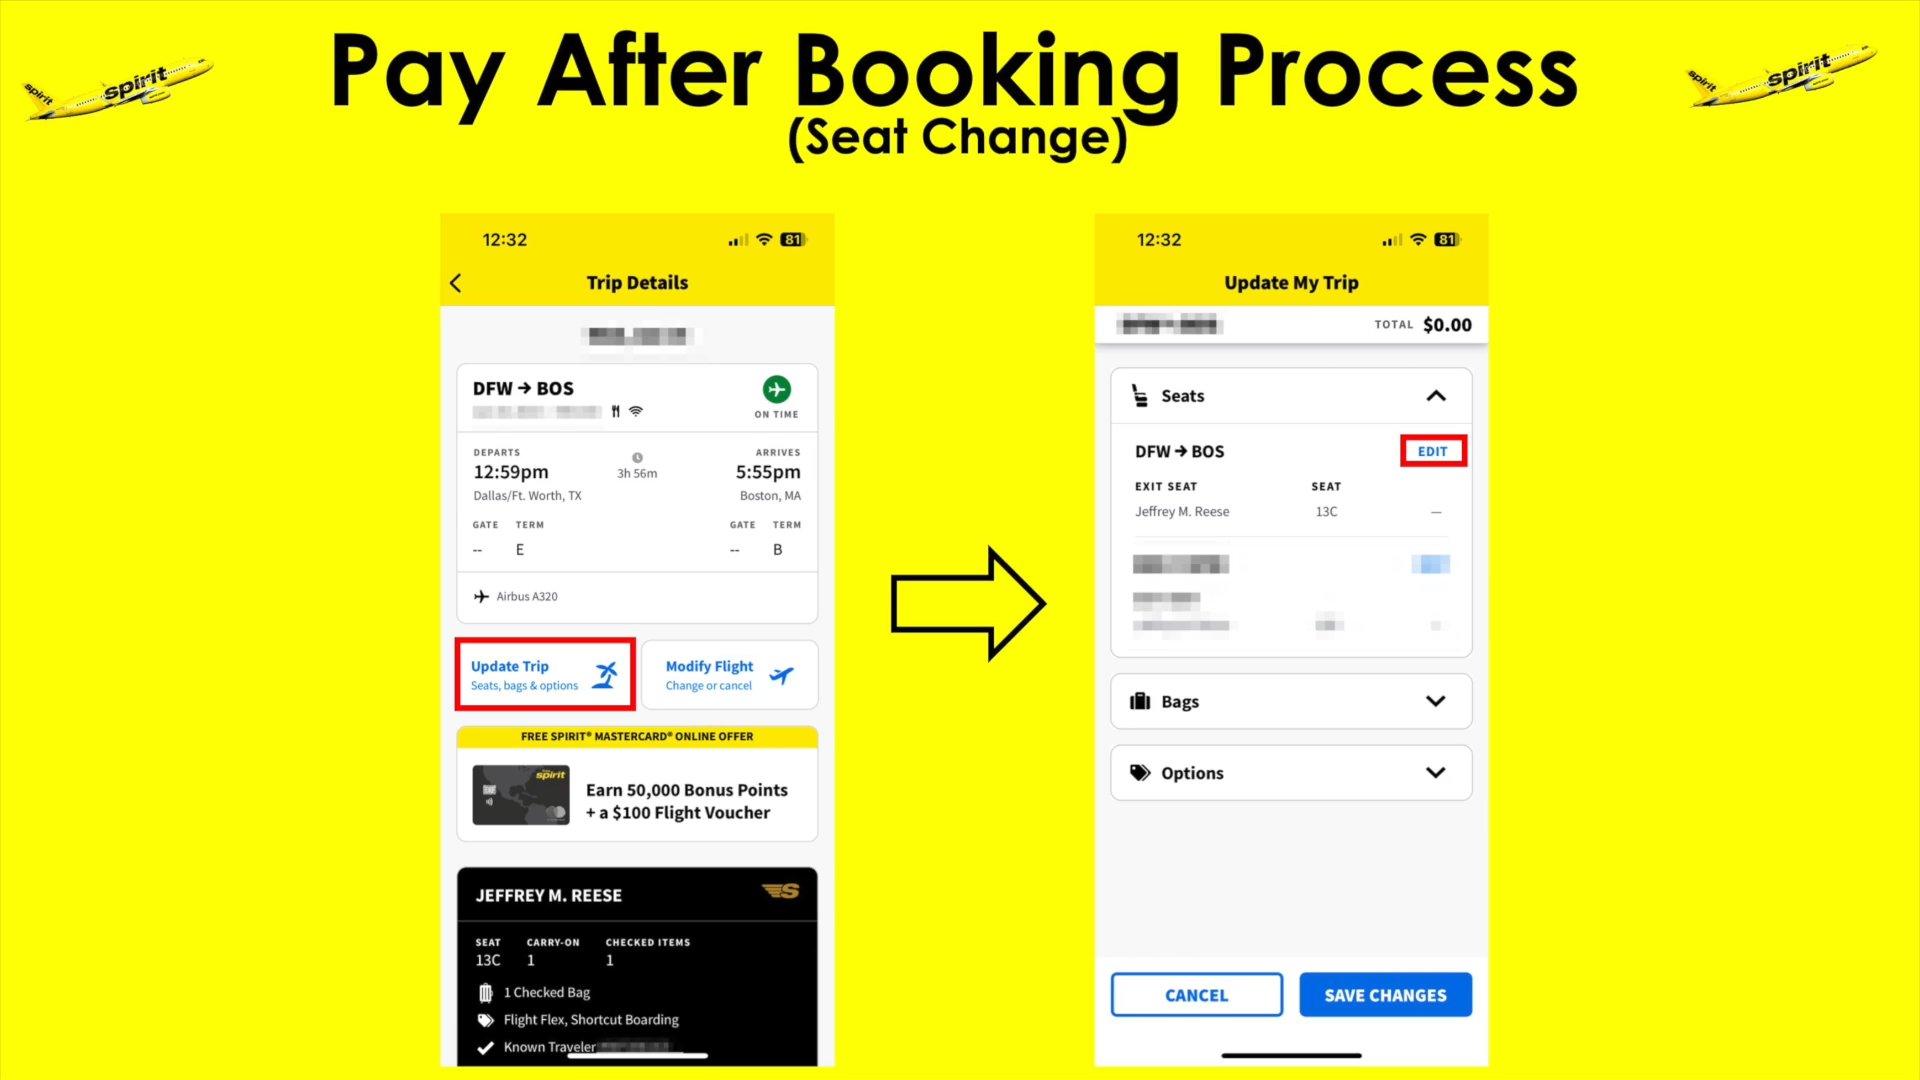 Pay After Booking Process
(Seat Change)
spirit spirit
spirit spirit
12:32 81
Trip Details
DFW → BOS
ON TIME
DEPARTS ARRIVES
12:59pm 3h 56m 5:55pm
Dallas/Ft. Worth, TX Boston, MA
GATE TERM GATE TERM
-- E -- B
Airbus A320
Update Trip
Seats, bags & options
Modify Flight
Change or cancel
FREE SPIRIT® MASTERCARD® ONLINE OFFER
spirit
Earn 50,000 Bonus Points
+ a $100 Flight Voucher
JEFFREY M. REESE
SEAT CARRY-ON CHECKED ITEMS
13C 1 1
1 Checked Bag
Flight Flex, Shortcut Boarding
Known Traveler
12:32 81
Update My Trip
TOTAL $0.00
Seats
DFW → BOS EDIT
EXIT SEAT SEAT
Jeffrey M. Reese 13C —
Bags
Options
CANCEL SAVE CHANGES